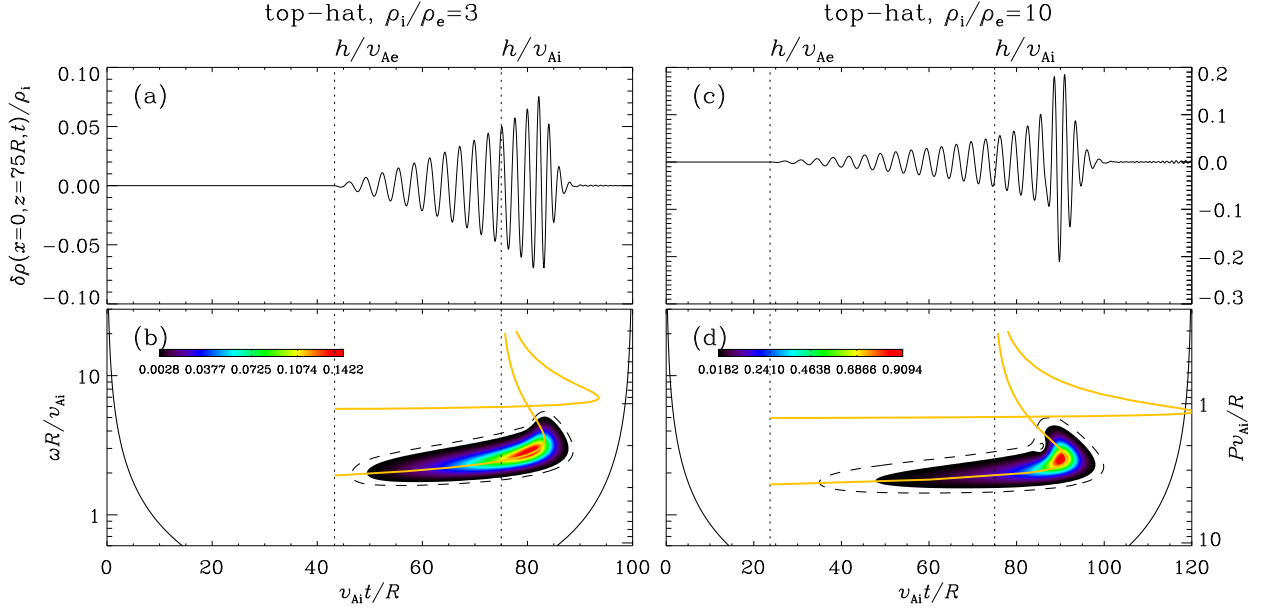 top−hat, ρi/ρe=3
top−hat, ρi/ρe=10
h/vAe
h/vAi
h/vAe
h/vAi
(a)
(c)
δρ(x=0,z=75R,t)/ρi
0.10
0.05
0.00
−0.05
−0.10
0.2
0.1
0.0
−0.1
−0.2
−0.3
(b)
0.0028 0.0377 0.0725 0.1074 0.1422
(d)
0.0182 0.2410 0.4638 0.6866 0.9094
ωR/vAi
10
1
1
10
PvAi/R
0 20 40 60 80 100
0 20 40 60 80 100 120
vAit/R
vAit/R